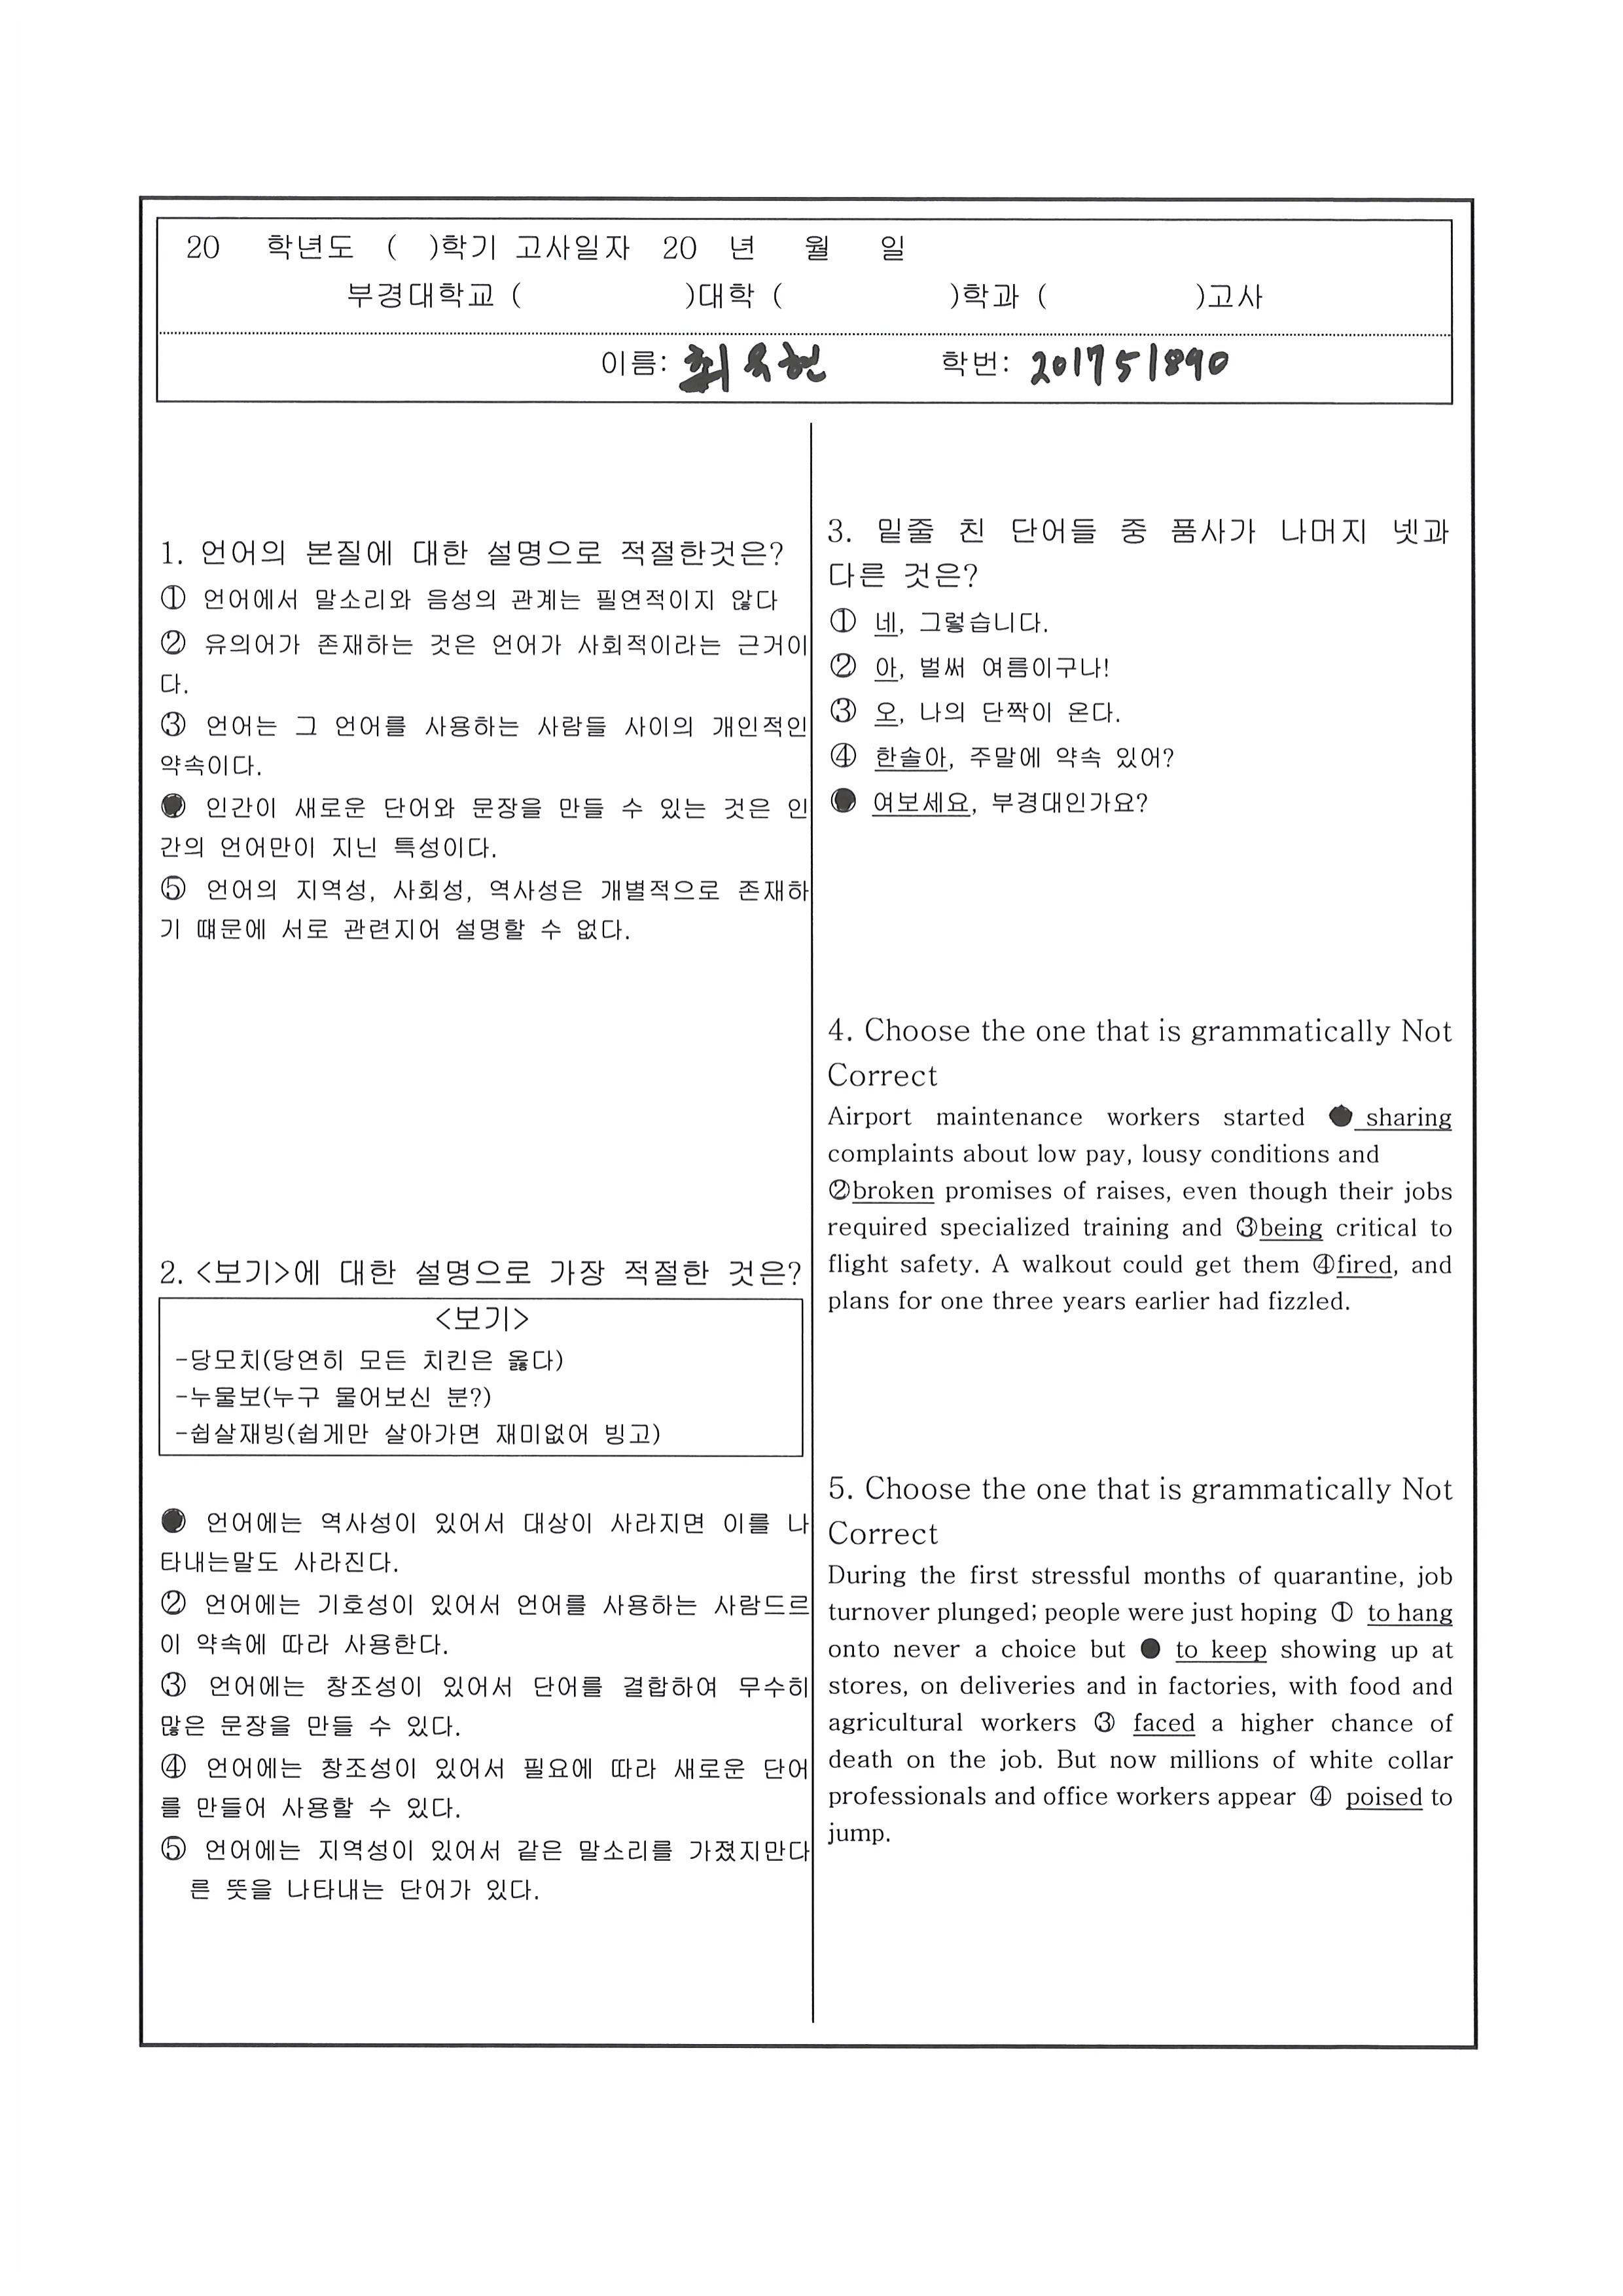 20 학년도 ( )학기 고사일자 20 년 월 일
부경대학교 ( )대학 ( )학과 ( )고사
이름: 최욱현 학번: 201751890
1. 언어의 본질에 대한 설명으로 적절한것은?
① 언어에서 말소리와 음성의 관계는 필연적이지 않다
② 유의어가 존재하는 것은 언어가 사회적이라는 근거이
다.
③ 언어는 그 언어를 사용하는 사람들 사이의 개인적인
약속이다.
● 인간이 새로운 단어와 문장을 만들 수 있는 것은 인
간의 언어만이 지닌 특성이다.
⑤ 언어의 지역성, 사회성, 역사성은 개별적으로 존재하
기 떄문에 서로 관련지어 설명할 수 없다.
2. <보기>에 대한 설명으로 가장 적절한 것은?
<보기>
-당모치(당연히 모든 치킨은 옳다)
-누물보(누구 물어보신 분?)
-쉽살재빙(쉽게만 살아가면 재미없어 빙고)
● 언어에는 역사성이 있어서 대상이 사라지면 이를 나
타내는말도 사라진다.
② 언어에는 기호성이 있어서 언어를 사용하는 사람드르
이 약속에 따라 사용한다.
③ 언어에는 창조성이 있어서 단어를 결합하여 무수히
많은 문장을 만들 수 있다.
④ 언어에는 창조성이 있어서 필요에 따라 새로운 단어
를 만들어 사용할 수 있다.
⑤ 언어에는 지역성이 있어서 같은 말소리를 가졌지만다
른 뜻을 나타내는 단어가 있다.
3. 밑줄 친 단어들 중 품사가 나머지 넷과
다른 것은?
① 네, 그렇습니다.
② 아, 벌써 여름이구나!
③ 오, 나의 단짝이 온다.
④ 한솔아, 주말에 약속 있어?
● 여보세요, 부경대인가요?
4. Choose the one that is grammatically Not
Correct
Airport maintenance workers started ● sharing
complaints about low pay, lousy conditions and
②broken promises of raises, even though their jobs
required specialized training and ③being critical to
flight safety. A walkout could get them ④fired, and
plans for one three years earlier had fizzled.
5. Choose the one that is grammatically Not
Correct
During the first stressful months of quarantine, job
turnover plunged; people were just hoping ① to hang
onto never a choice but ● to keep showing up at
stores, on deliveries and in factories, with food and
agricultural workers ③ faced a higher chance of
death on the job. But now millions of white collar
professionals and office workers appear ④ poised to
jump.